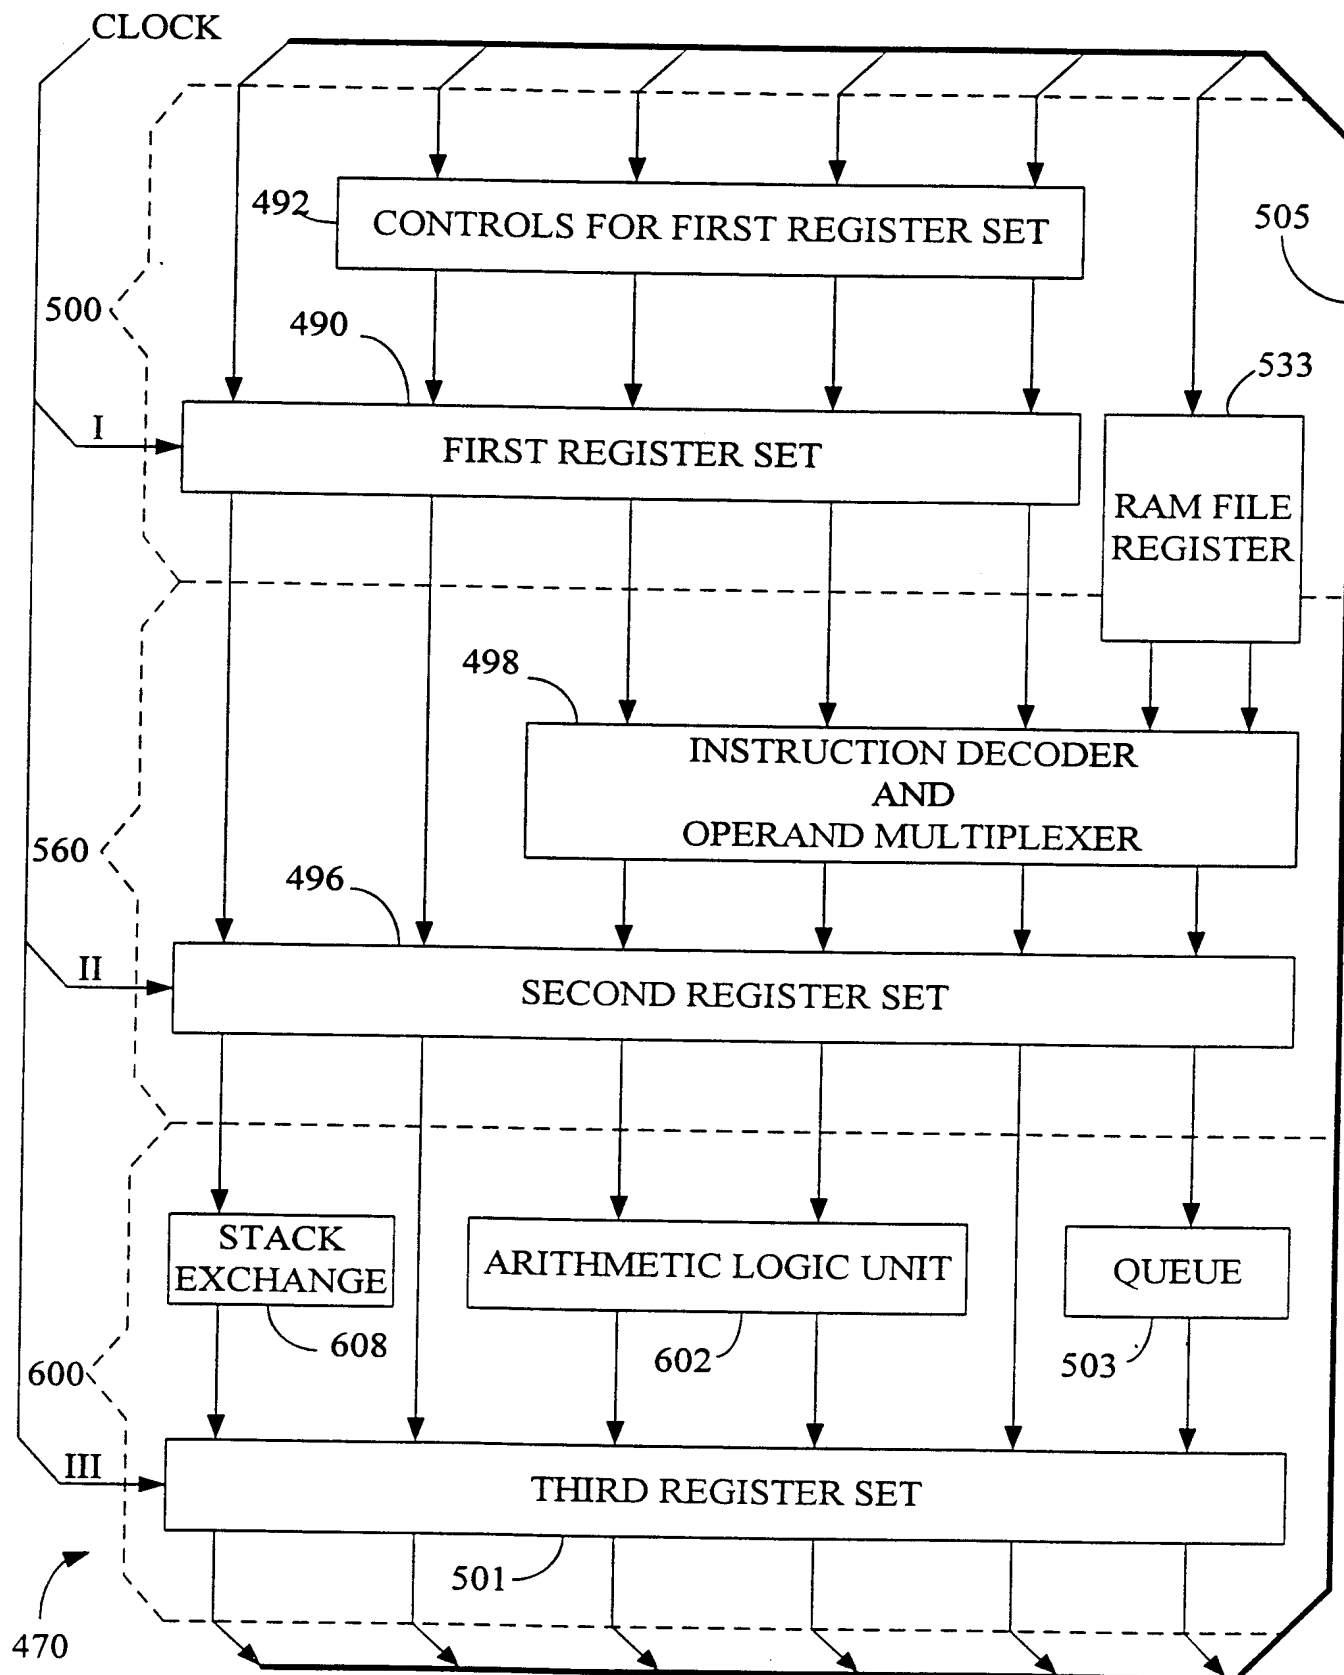 CLOCK
492
CONTROLS FOR FIRST REGISTER SET
505
500
490
533
I
FIRST REGISTER SET
RAM FILE
REGISTER
498
INSTRUCTION DECODER
AND
OPERAND MULTIPLEXER
560
496
II
SECOND REGISTER SET
STACK
EXCHANGE
ARITHMETIC LOGIC UNIT
QUEUE
608
602
503
600
III
THIRD REGISTER SET
501
470